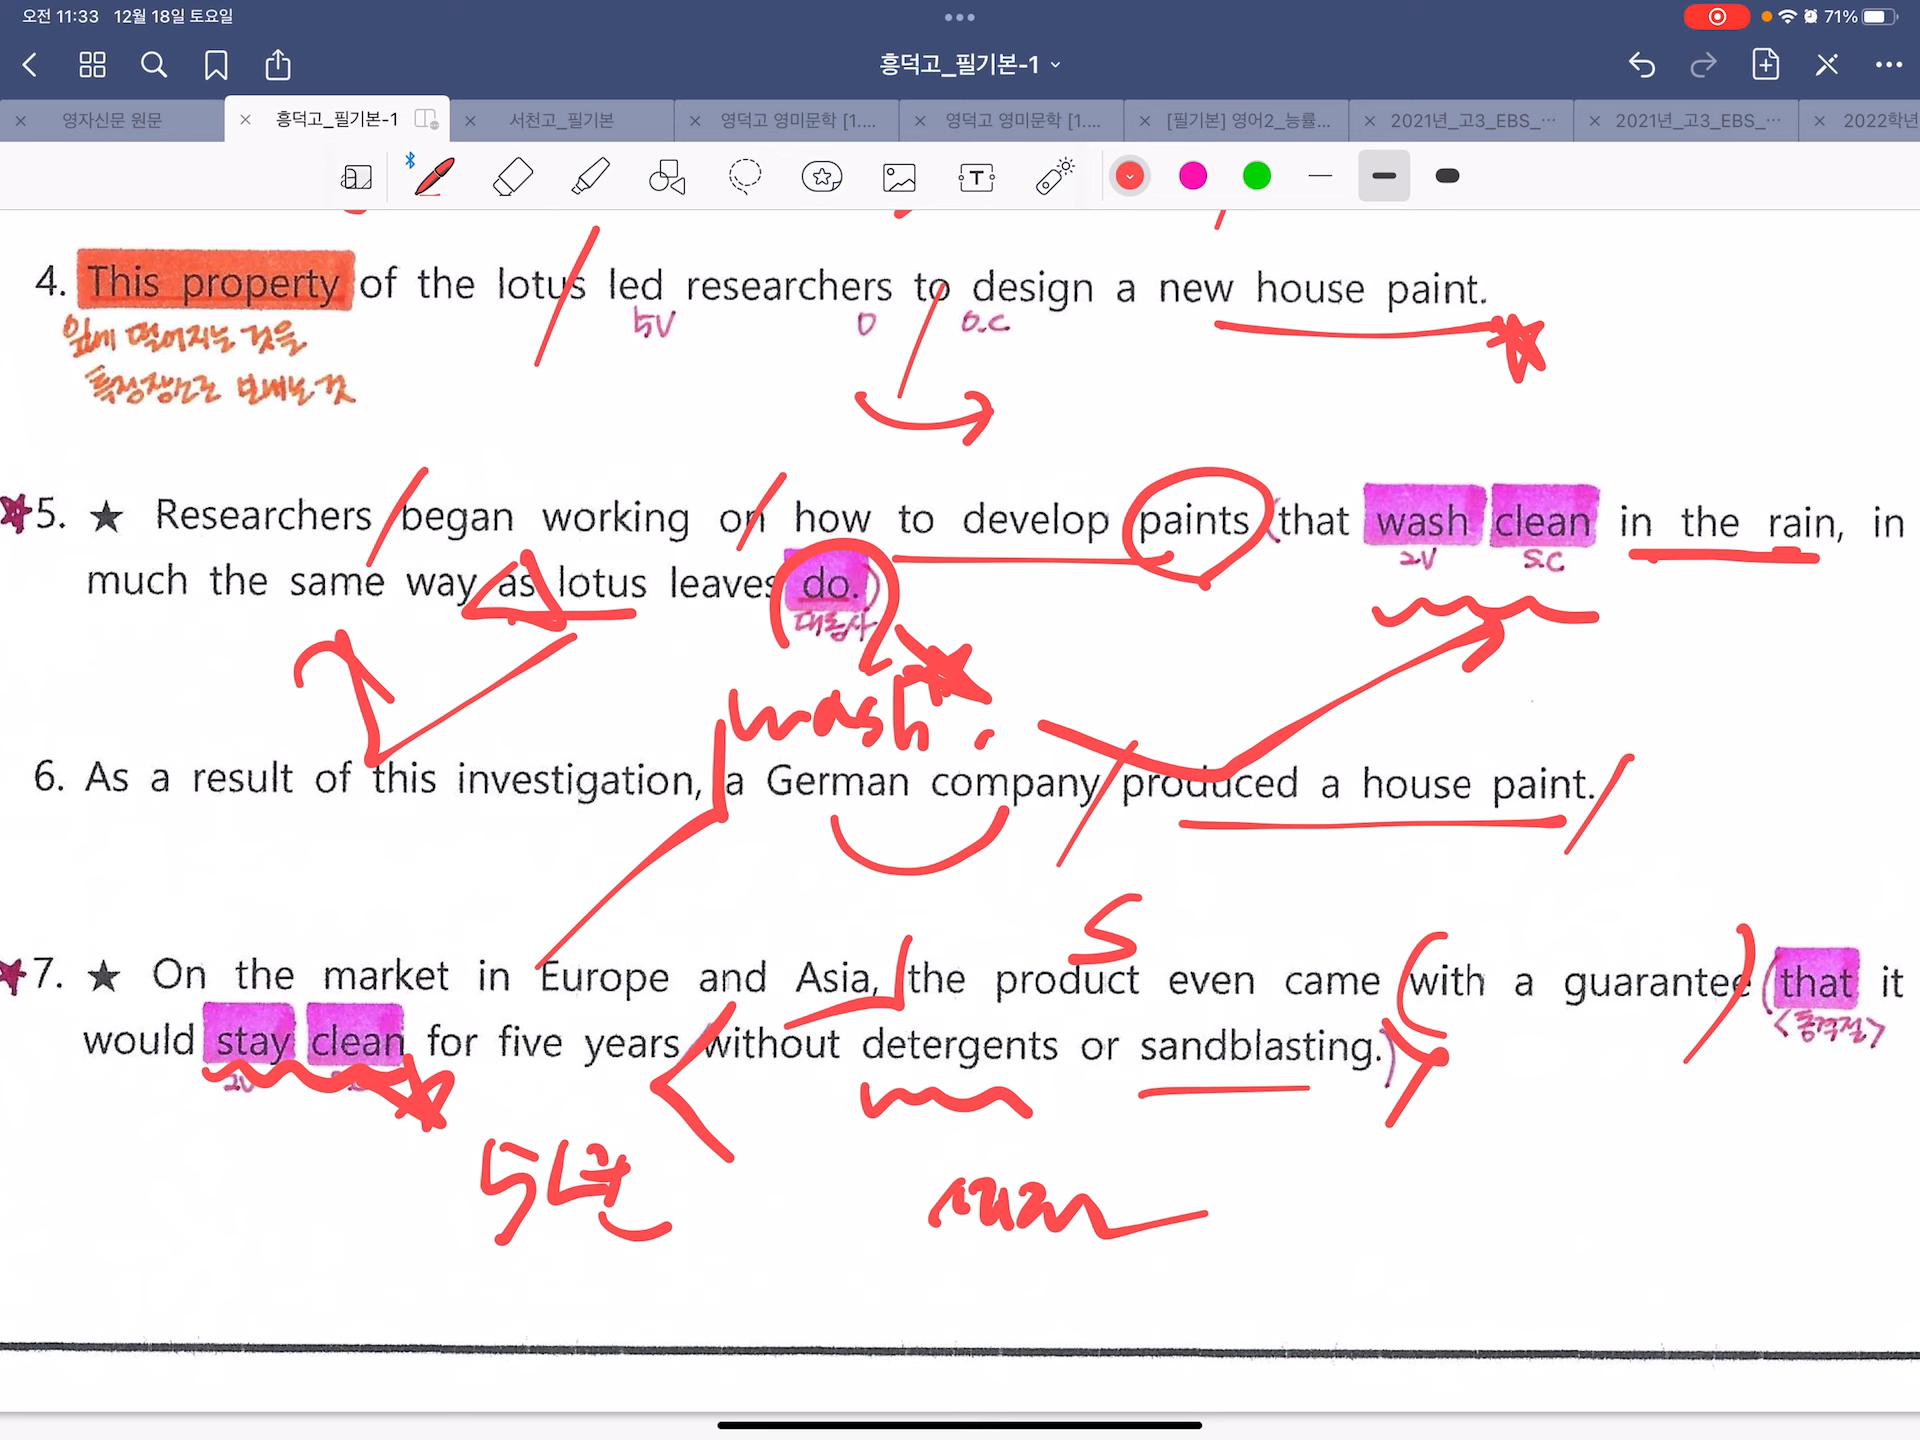 오전 11:33 12월 18일 토요일
71%
흥덕고_필기본-1
영자신문 원문
흥덕고_필기본-1
서천고_필기본
영덕고 영미문학 [1....
영덕고 영미문학 [1....
[필기본] 영어2_능률...
2021년_고3_EBS_...
2021년_고3_EBS_...
2022학년
4. This property of the lotus led researchers to design a new house paint.
5V O O.C
잎에 떨어지는 것을
특정장소로 보내는 것
5. ★ Researchers began working on how to develop paints (that wash clean in the rain, in
2V S.C
much the same way as lotus leaves do.)
대동사
wash.
6. As a result of this investigation, a German company produced a house paint.
S
7. ★ On the market in Europe and Asia, the product even came with a guarantee (that it
<동격절>
would stay clean for five years without detergents or sandblasting.)
2V
5년